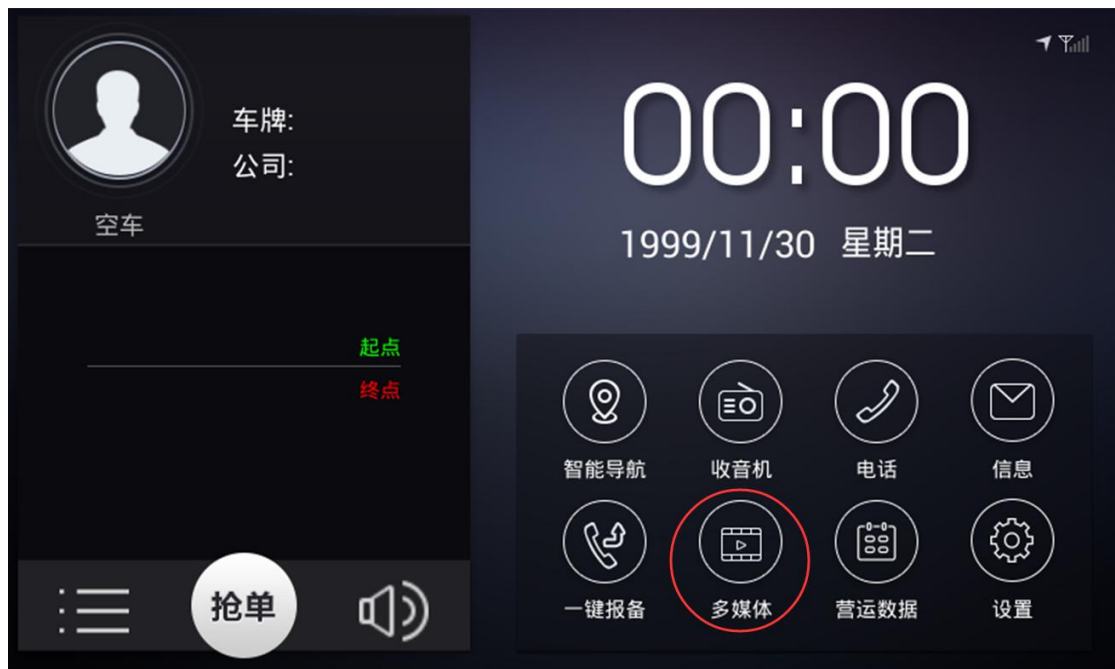 车牌:
公司:
空车
起点
终点
抢单
00:00
1999/11/30 星期二
智能导航 收音机 电话 信息
一键报备 多媒体 营运数据 设置